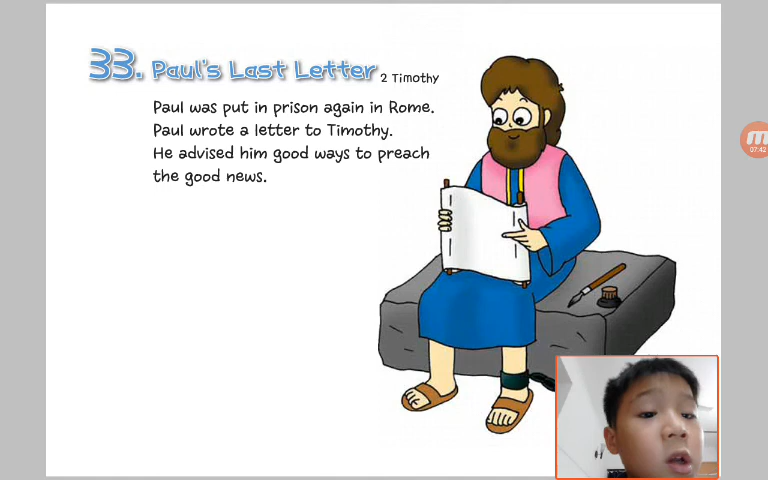 33. Paul's Last Letter 2 Timothy
Paul was put in prison again in Rome.
Paul wrote a letter to Timothy.
He advised him good ways to preach
the good news.
07:42